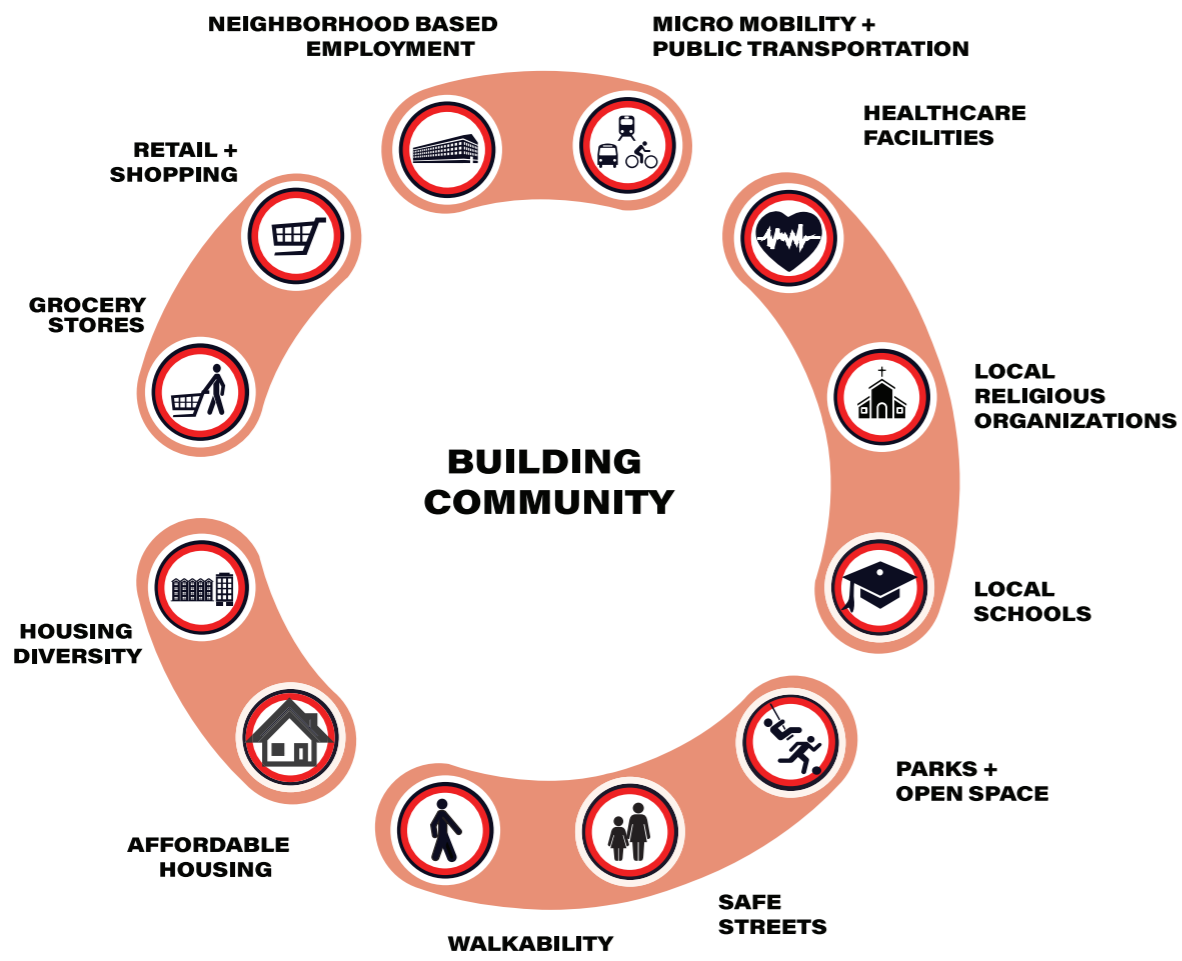 NEIGHBORHOOD BASED
EMPLOYMENT
MICRO MOBILITY +
PUBLIC TRANSPORTATION
HEALTHCARE
FACILITIES
RETAIL +
SHOPPING
GROCERY
STORES
LOCAL
RELIGIOUS
ORGANIZATIONS
BUILDING
COMMUNITY
LOCAL
SCHOOLS
HOUSING
DIVERSITY
PARKS +
OPEN SPACE
AFFORDABLE
HOUSING
SAFE
STREETS
WALKABILITY